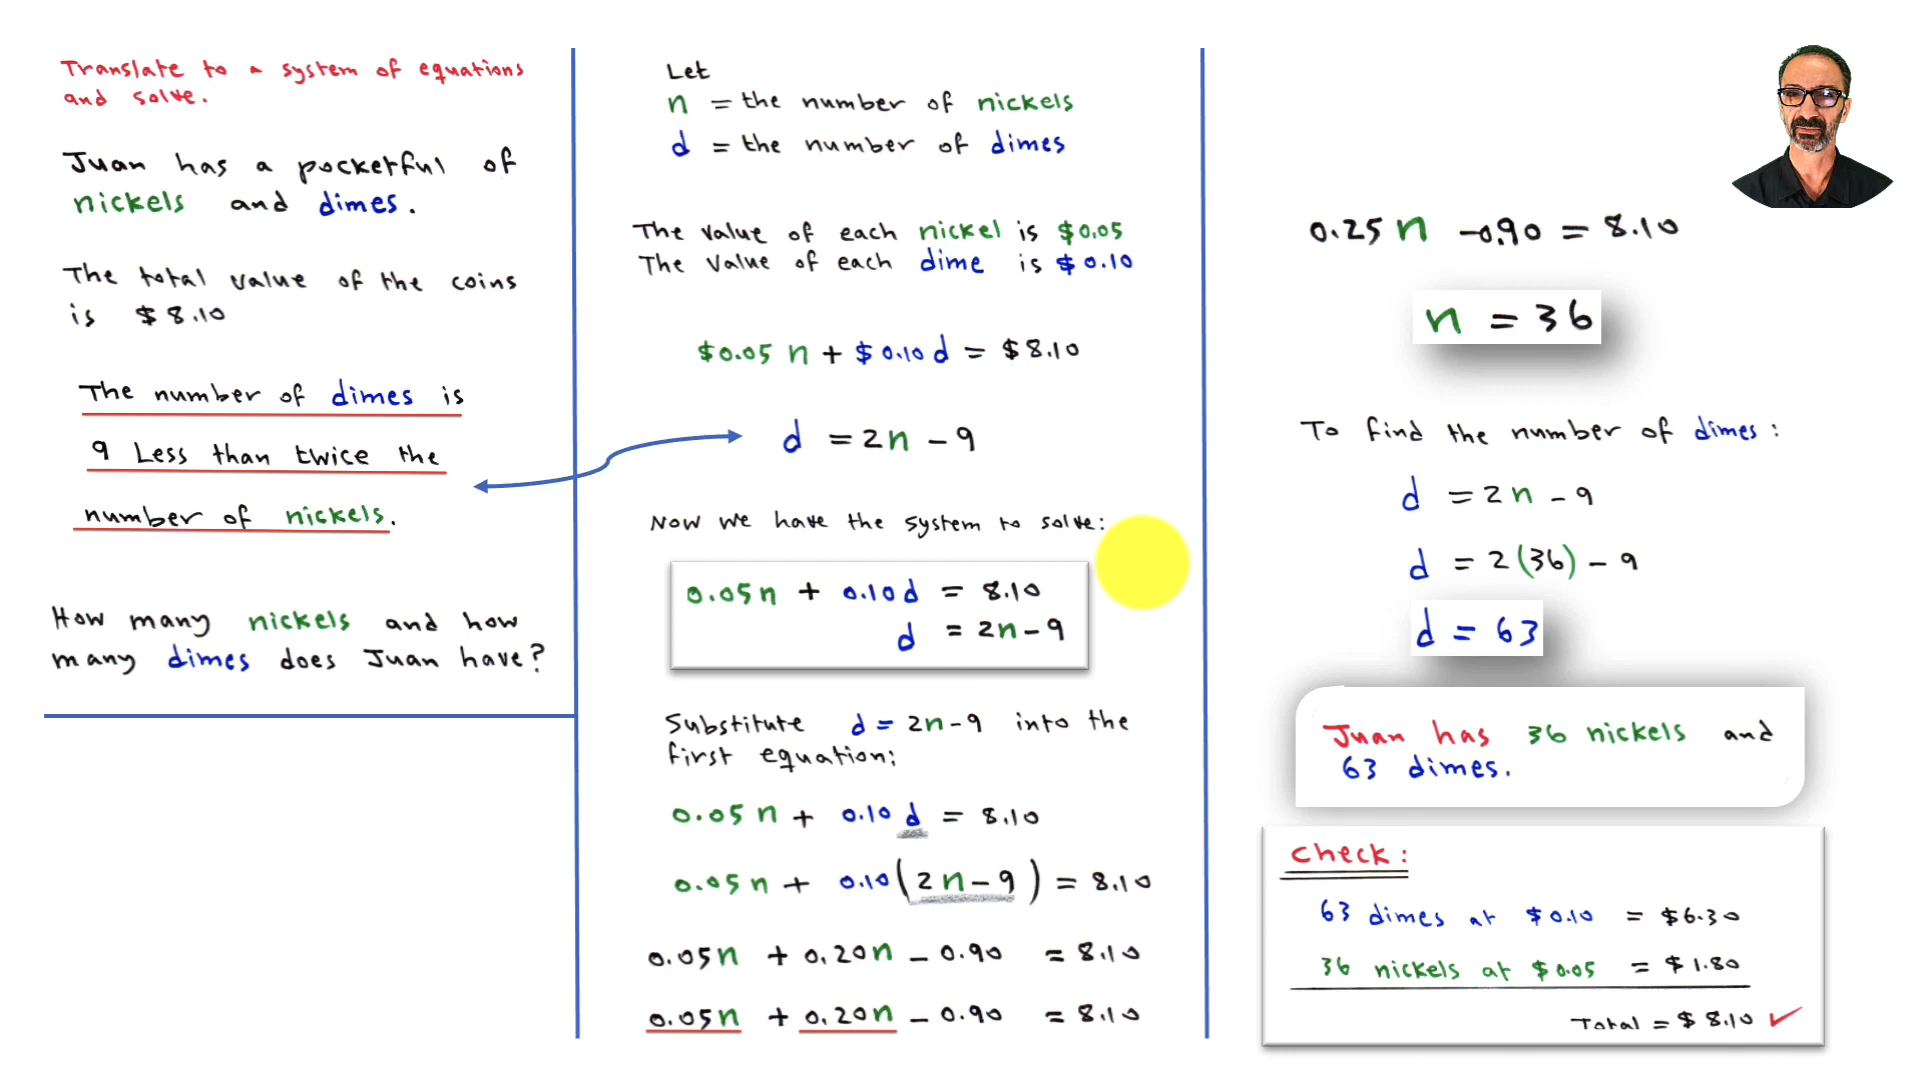 Translate to a system of equations
and solve.
Juan has a pocketful of
nickels and dimes.
The total value of the coins
is $8.10
The number of dimes is
9 Less than twice the
number of nickels.
How many nickels and how
many dimes does Juan have?
Let
n = the number of nickels
d = the number of dimes
The value of each nickel is $0.05
The value of each dime is $0.10
$0.05 n + $0.10 d = $8.10
d = 2n - 9
Now we have the system to solve:
0.05n + 0.10d = 8.10
d = 2n-9
Substitute d = 2n-9 into the
first equation:
0.05 n + 0.10 d = 8.10
0.05 n + 0.10 (2n-9) = 8.10
0.05n + 0.20n - 0.90 = 8.10
0.05n + 0.20n - 0.90 = 8.10
0.25 n -0.90 = 8.10
n = 36
To find the number of dimes:
d = 2n - 9
d = 2(36) - 9
d = 63
Juan has 36 nickels and
63 dimes.
Check:
63 dimes at $0.10 = $6.30
36 nickels at $0.05 = $1.80
Total = $8.10 ✓